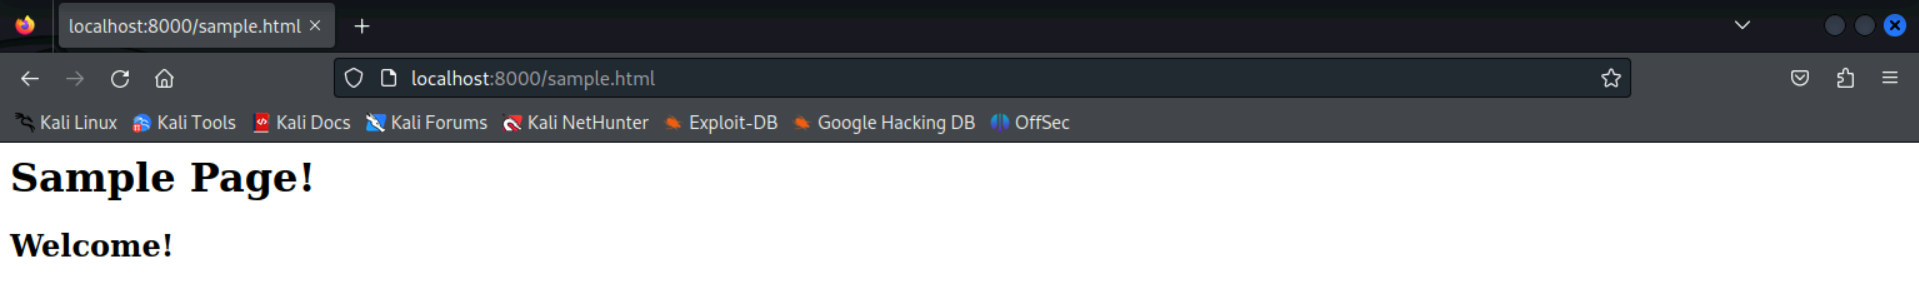 localhost:8000/sample.html
localhost:8000/sample.html
Kali Linux Kali Tools Kali Docs Kali Forums Kali NetHunter Exploit-DB Google Hacking DB OffSec
Sample Page!
Welcome!